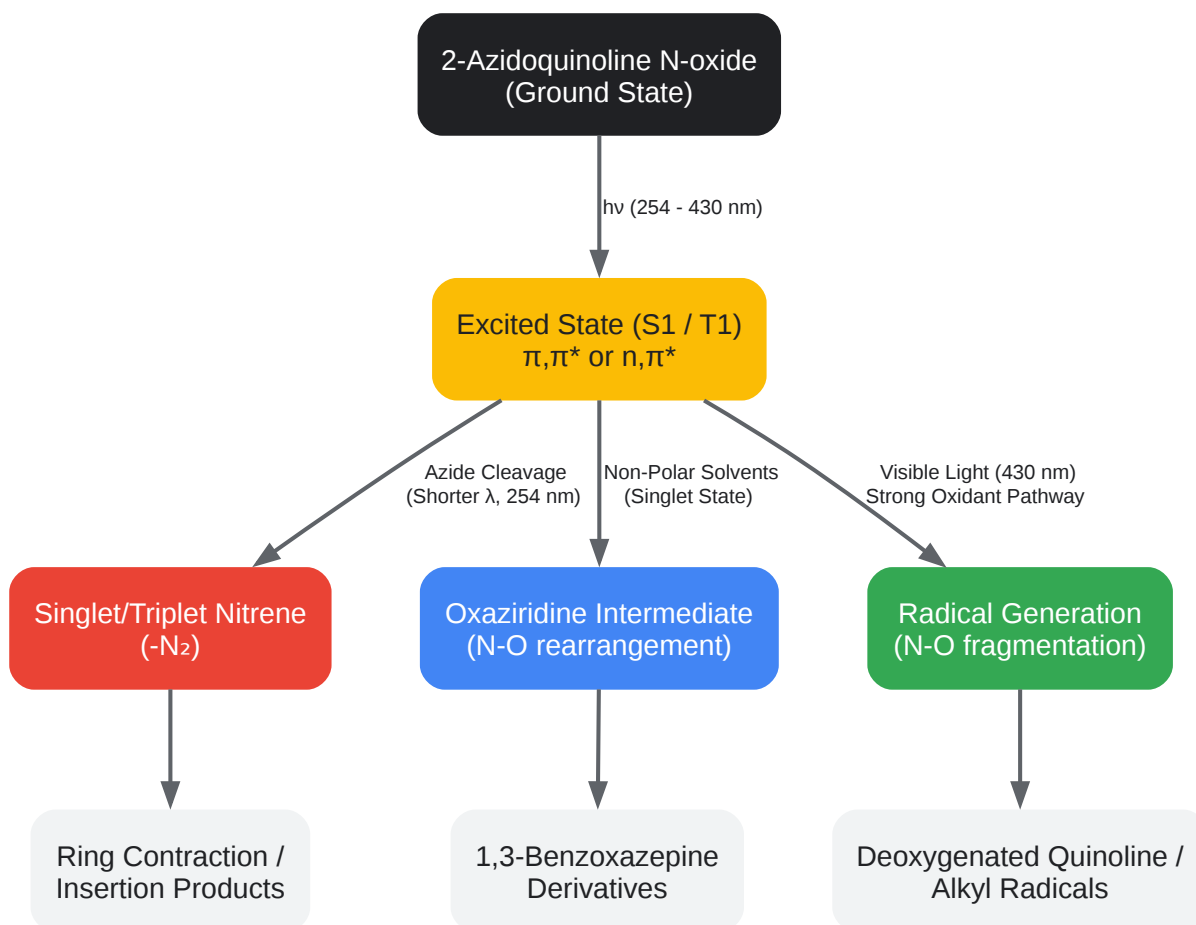 2-Azidoquinoline N-oxide
(Ground State)
hν (254 - 430 nm)
Excited State (S1 / T1)
π,π* or n,π*
Azide Cleavage
(Shorter λ, 254 nm)
Non-Polar Solvents
(Singlet State)
Visible Light (430 nm)
Strong Oxidant Pathway
Singlet/Triplet Nitrene
(-N₂)
Oxaziridine Intermediate
(N-O rearrangement)
Radical Generation
(N-O fragmentation)
Ring Contraction /
Insertion Products
1,3-Benzoxazepine
Derivatives
Deoxygenated Quinoline /
Alkyl Radicals